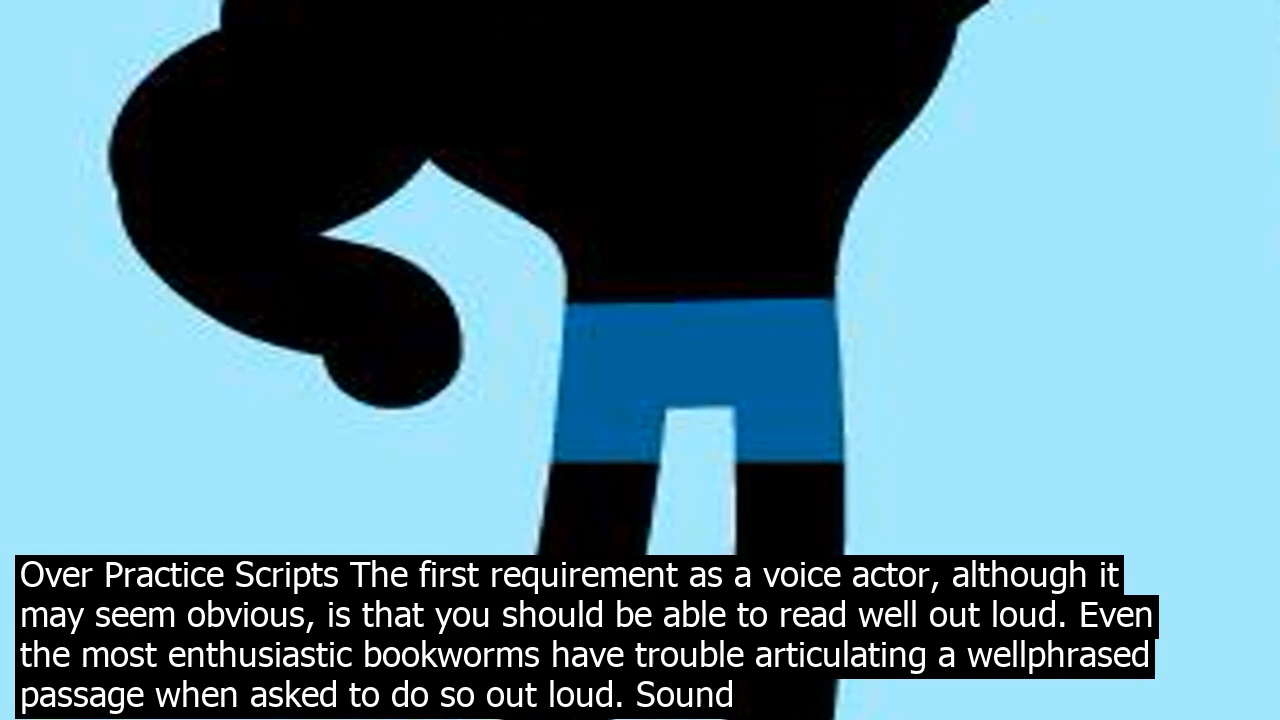 Over Practice Scripts The first requirement as a voice actor, although it
may seem obvious, is that you should be able to read well out loud. Even
the most enthusiastic bookworms have trouble articulating a wellphrased
passage when asked to do so out loud. Sound